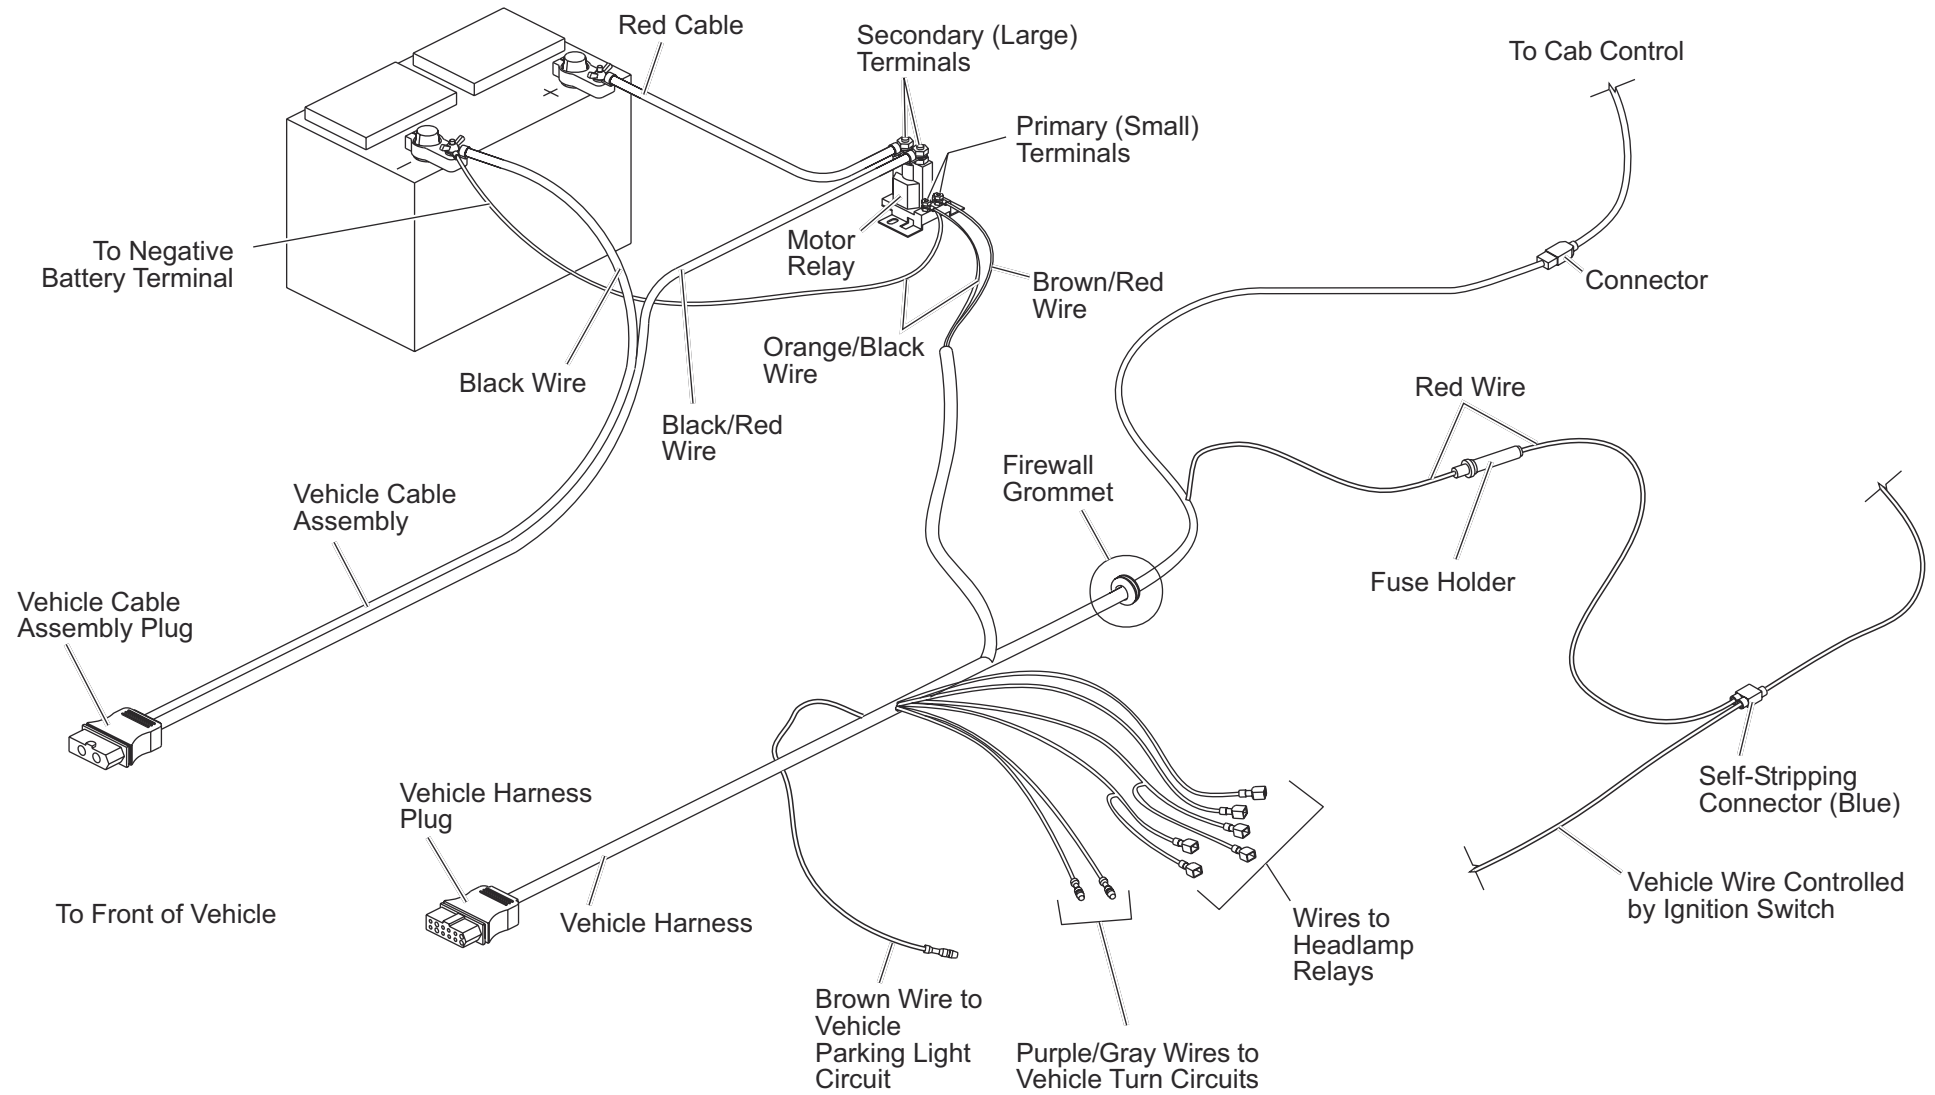 Red Cable
Secondary (Large)
Terminals
To Cab Control
Primary (Small)
Terminals
To Negative
Battery Terminal
Motor
Relay
Brown/Red
Wire
Connector
Orange/Black
Wire
Black Wire
Black/Red
Wire
Red Wire
Firewall
Grommet
Vehicle Cable
Assembly
Fuse Holder
Vehicle Cable
Assembly Plug
Self-Stripping
Connector (Blue)
Vehicle Harness
Plug
Vehicle Wire Controlled
by Ignition Switch
To Front of Vehicle
Vehicle Harness
Wires to
Headlamp
Relays
Brown Wire to
Vehicle
Parking Light
Circuit
Purple/Gray Wires to
Vehicle Turn Circuits